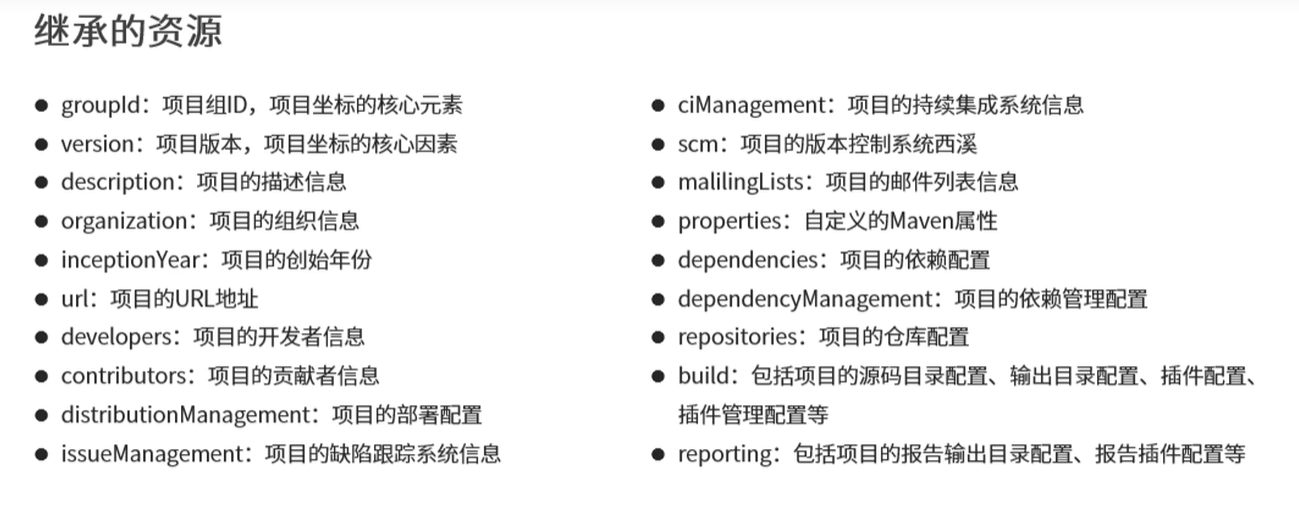 继承的资源
● groupId：项目组ID，项目坐标的核心元素
● version：项目版本，项目坐标的核心因素
● description：项目的描述信息
● organization：项目的组织信息
● inceptionYear：项目的创始年份
● url：项目的URL地址
● developers：项目的开发者信息
● contributors：项目的贡献者信息
● distributionManagement：项目的部署配置
● issueManagement：项目的缺陷跟踪系统信息
● ciManagement：项目的持续集成系统信息
● scm：项目的版本控制系统西溪
● malilingLists：项目的邮件列表信息
● properties：自定义的Maven属性
● dependencies：项目的依赖配置
● dependencyManagement：项目的依赖管理配置
● repositories：项目的仓库配置
● build：包括项目的源码目录配置、输出目录配置、插件配置、
插件管理配置等
● reporting：包括项目的报告输出目录配置、报告插件配置等